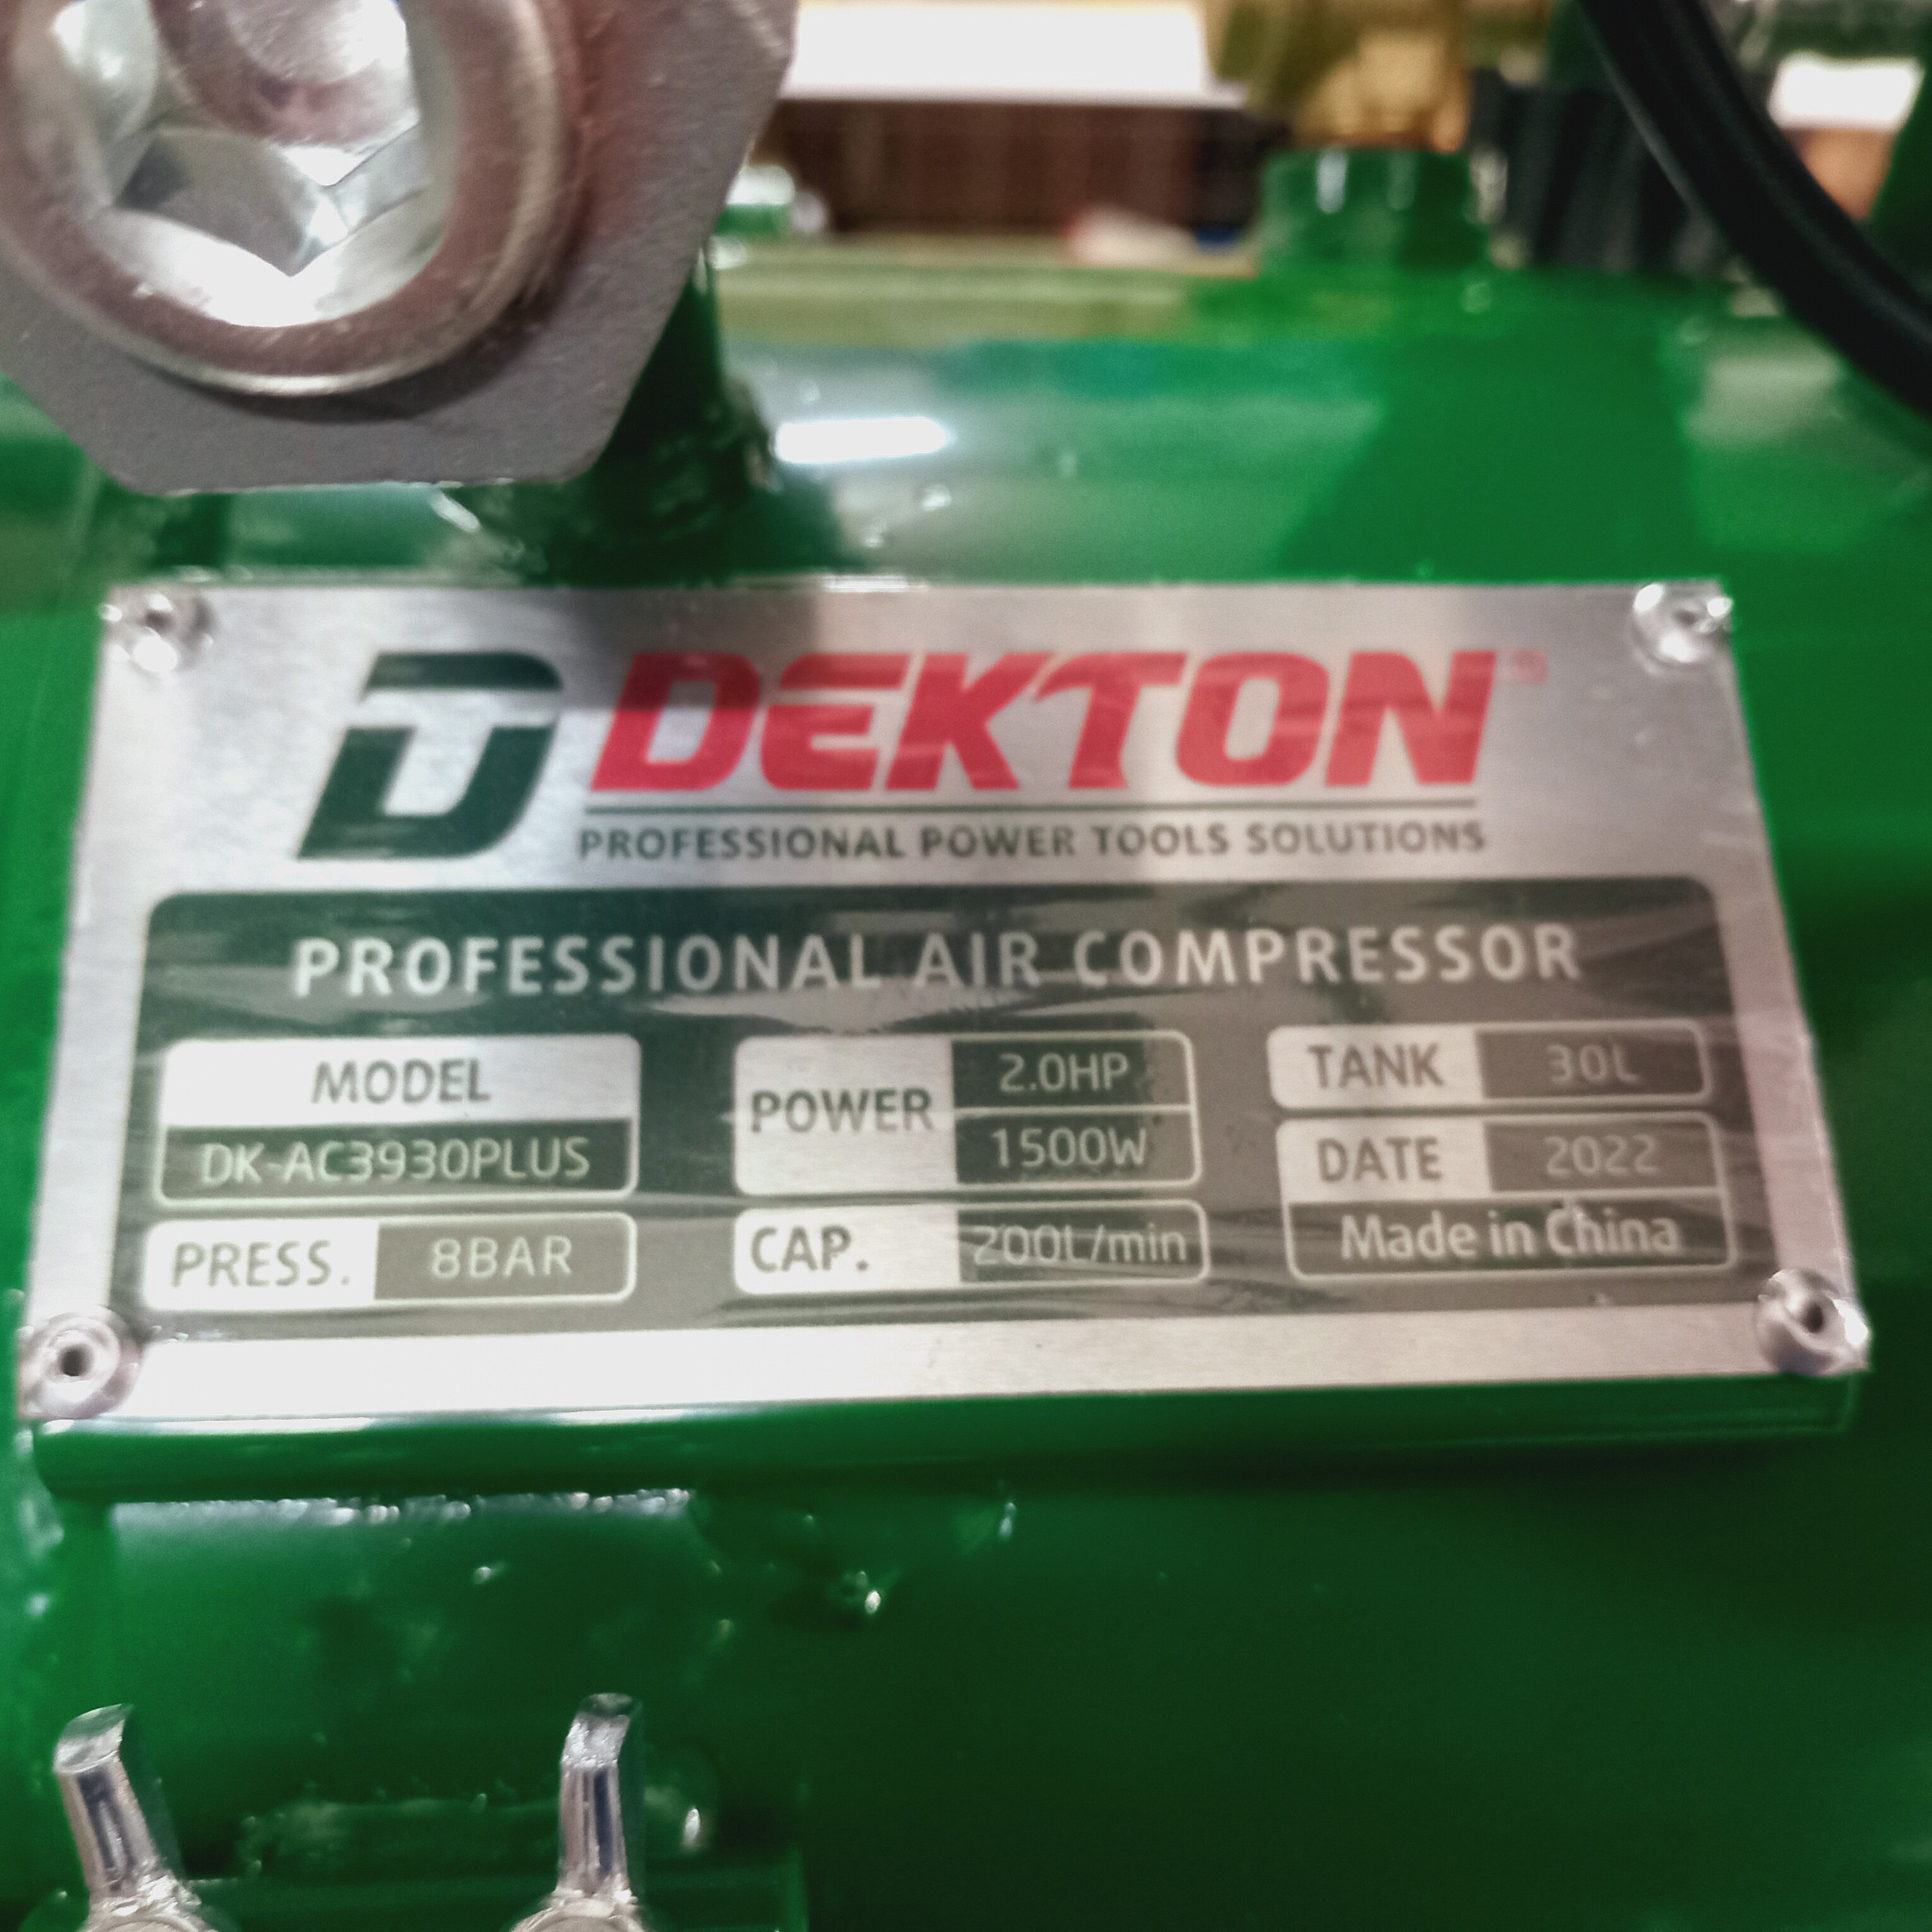 DEKTON®
PROFESSIONAL POWER TOOLS SOLUTIONS
PROFESSIONAL AIR COMPRESSOR
MODEL
DK-AC3930PLUS
PRESS. 8BAR
POWER 2.0HP
1500W
CAP. 200L/min
TANK 30L
DATE 2022
Made in China